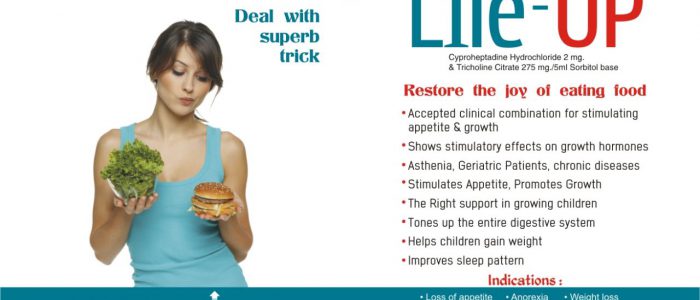 Deal with
superb
trick
Life-UP
Cyproheptadine Hydrochloride 2 mg.
& Tricholine Citrate 275 mg./5ml Sorbitol base
Restore the joy of eating food
• Accepted clinical combination for stimulating
appetite & growth
• Shows stimulatory effects on growth hormones
• Asthenia, Geriatric Patients, chronic diseases
• Stimulates Appetite, Promotes Growth
• The Right support in growing children
• Tones up the entire digestive system
• Helps children gain weight
• Improves sleep pattern
Indications :
• Loss of appetite • Anorexia • Weight loss